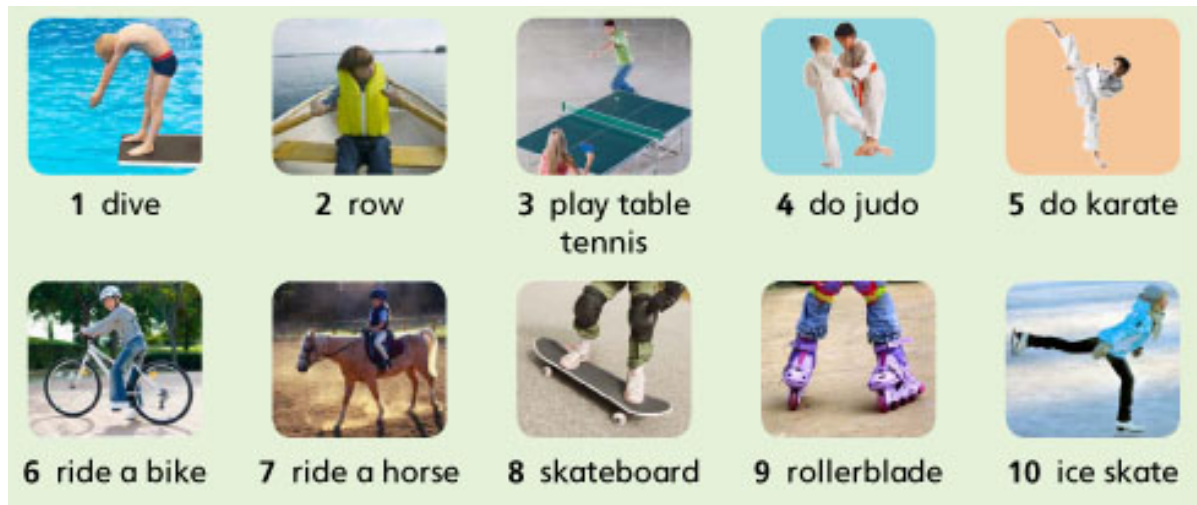 1 dive
2 row
3 play table
tennis
4 do judo
5 do karate
6 ride a bike
7 ride a horse
8 skateboard
9 rollerblade
10 ice skate